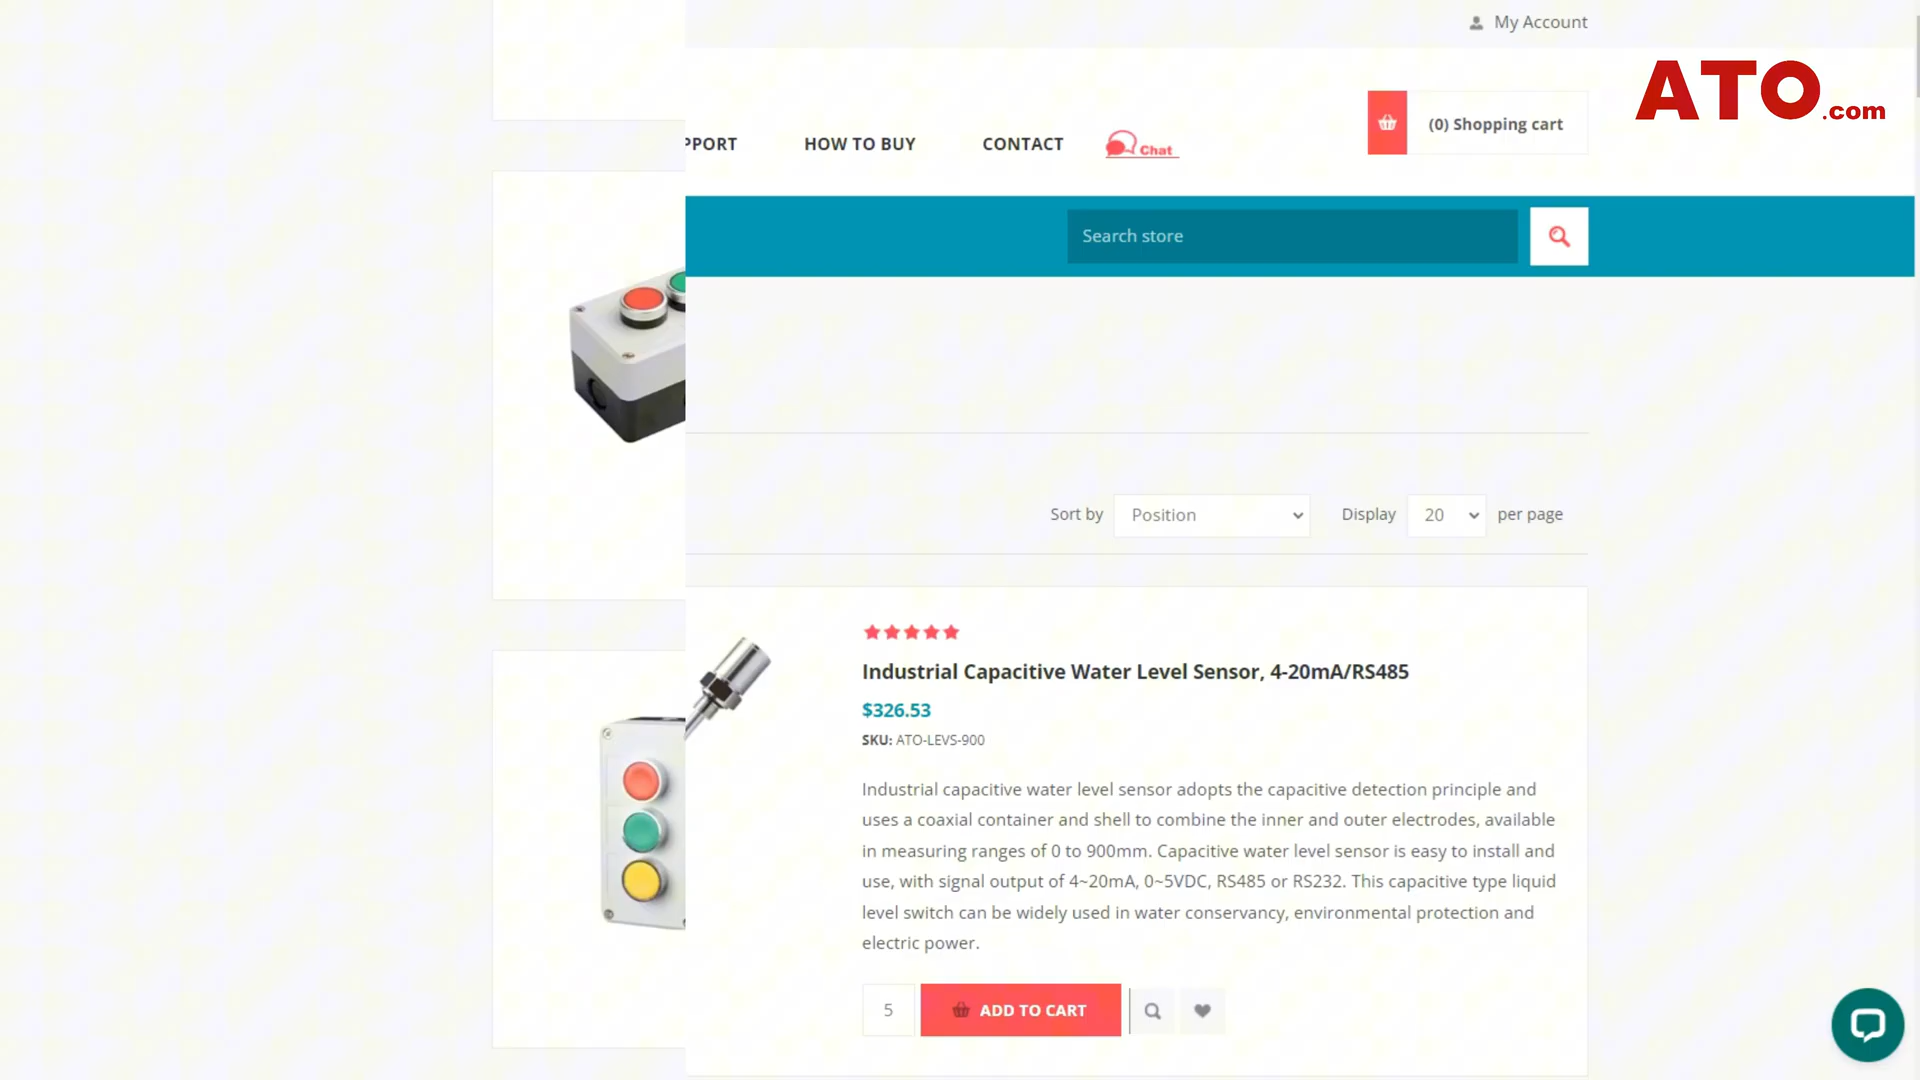 My Account
ATO.com
PPORT
HOW TO BUY
CONTACT
Chat
(0) Shopping cart
Search store
Sort by
Position
Display
20
per page
Industrial Capacitive Water Level Sensor, 4-20mA/RS485
$326.53
SKU: ATO-LEVS-900
Industrial capacitive water level sensor adopts the capacitive detection principle and
uses a coaxial container and shell to combine the inner and outer electrodes, available
in measuring ranges of 0 to 900mm. Capacitive water level sensor is easy to install and
use, with signal output of 4~20mA, 0~5VDC, RS485 or RS232. This capacitive type liquid
level switch can be widely used in water conservancy, environmental protection and
electric power.
5
ADD TO CART